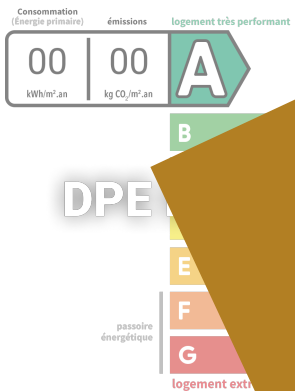 Consommation
(Énergie primaire)
émissions
logement très performant
00
00
A
kWh/m².an
kg CO₂/m².an
B
DPE
E
F
passoire
énergétique
G
logement